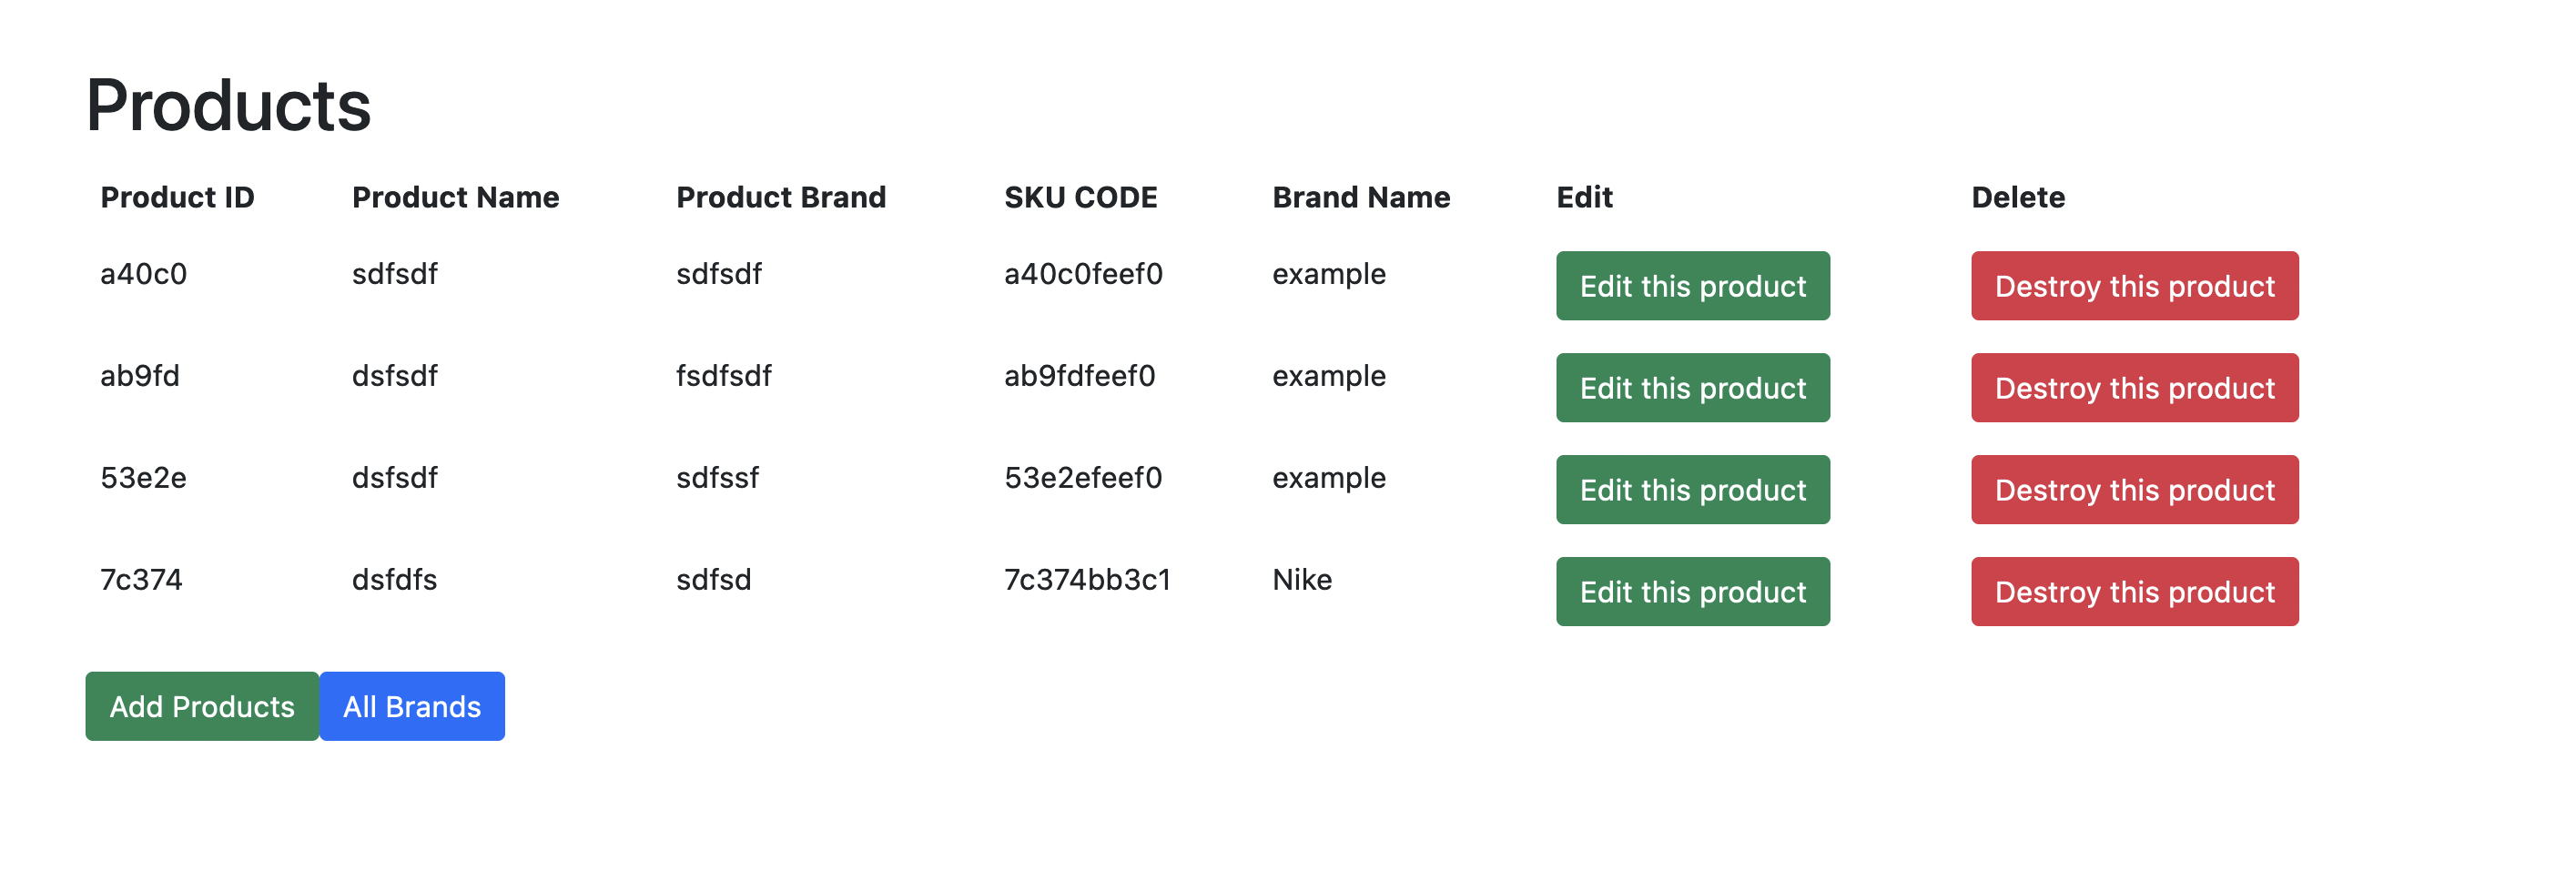 Products
Product ID Product Name Product Brand SKU CODE Brand Name Edit Delete
a40c0 sdfsdf sdfsdf a40c0feef0 example Edit this product Destroy this product
ab9fd dsfsdf fsdfsdf ab9fdfeef0 example Edit this product Destroy this product
53e2e dsfsdf sdfssf 53e2efeef0 example Edit this product Destroy this product
7c374 dsfdfs sdfsd 7c374bb3c1 Nike Edit this product Destroy this product
Add Products All Brands